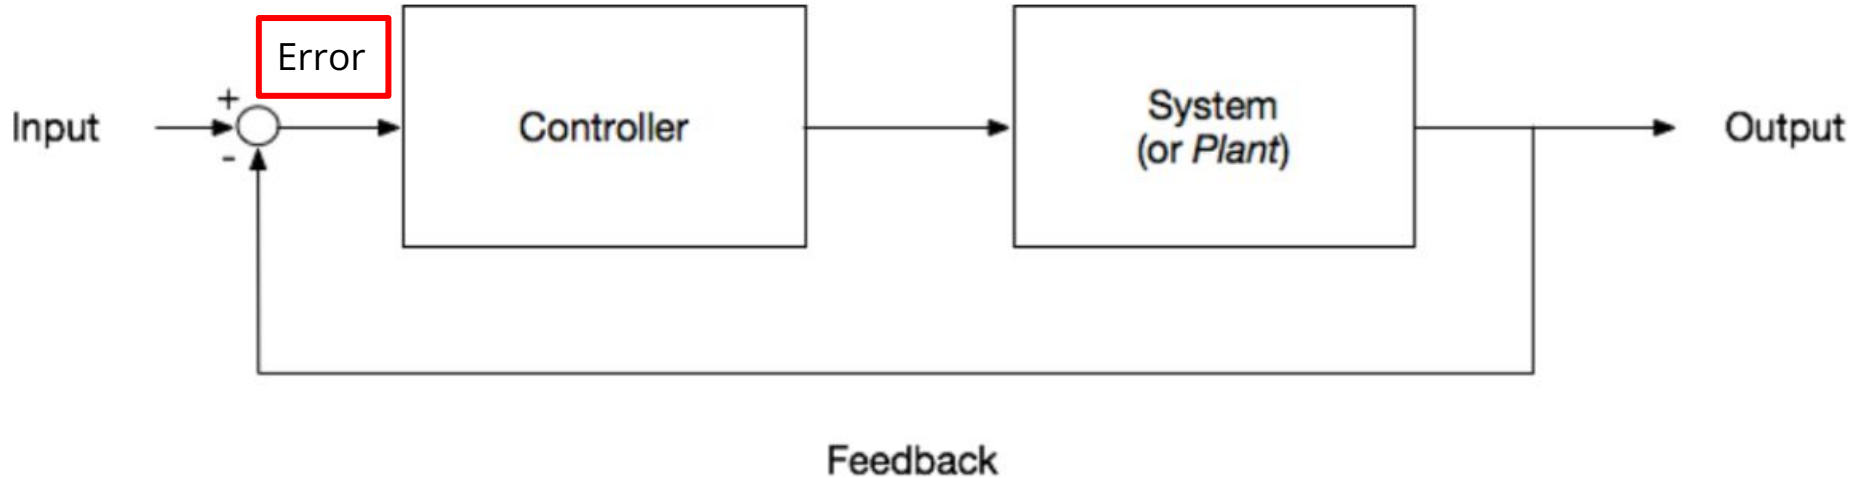 Error
+
Input
-
Controller
System
(or Plant)
Output
Feedback